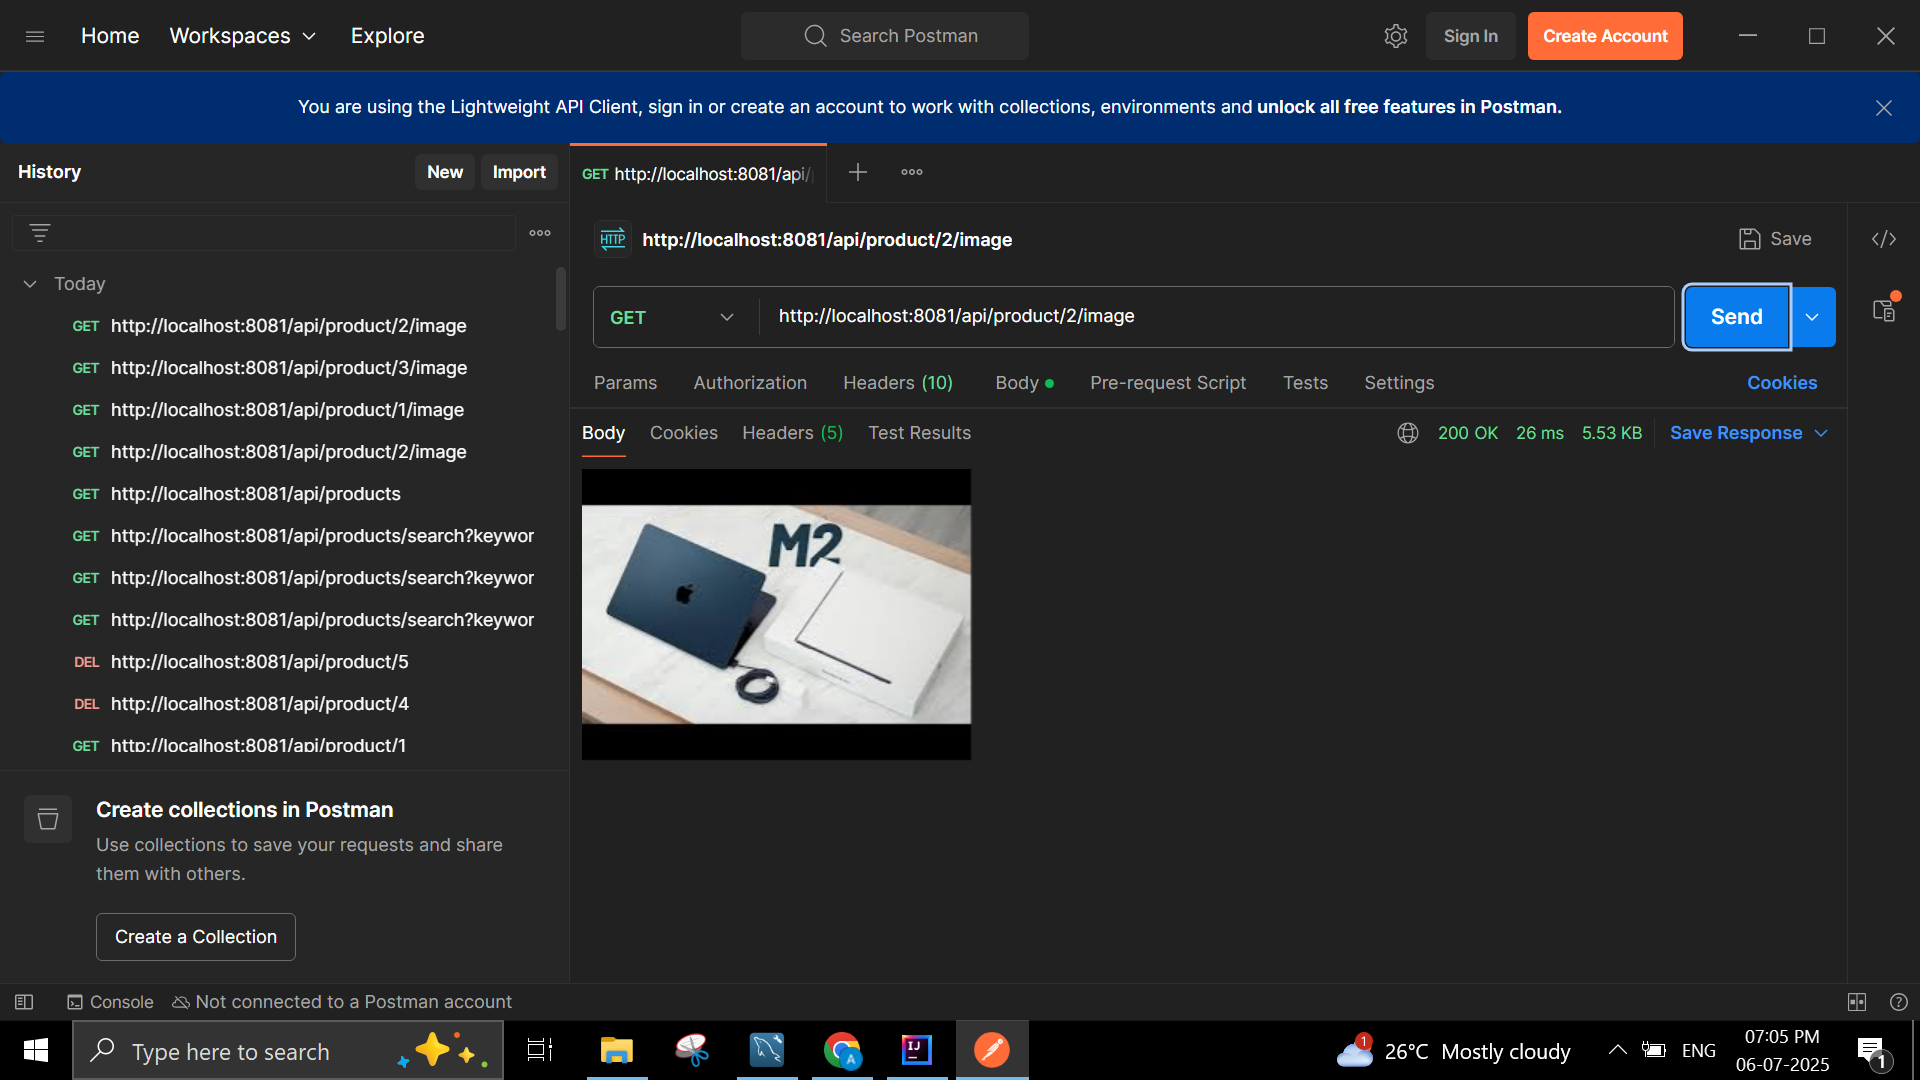 Home Workspaces Explore Search Postman Sign In Create Account
You are using the Lightweight API Client, sign in or create an account to work with collections, environments and unlock all free features in Postman.
History New Import
Today
GET http://localhost:8081/api/product/2/image
GET http://localhost:8081/api/product/3/image
GET http://localhost:8081/api/product/1/image
GET http://localhost:8081/api/product/2/image
GET http://localhost:8081/api/products
GET http://localhost:8081/api/products/search?keywor
GET http://localhost:8081/api/products/search?keywor
GET http://localhost:8081/api/products/search?keywor
DEL http://localhost:8081/api/product/5
DEL http://localhost:8081/api/product/4
GET http://localhost:8081/api/product/1
Create collections in Postman
Use collections to save your requests and share
them with others.
Create a Collection
GET http://localhost:8081/api/
HTTP http://localhost:8081/api/product/2/image Save
GET http://localhost:8081/api/product/2/image Send
Params Authorization Headers (10) Body Pre-request Script Tests Settings Cookies
Body Cookies Headers (5) Test Results 200 OK 26 ms 5.53 KB Save Response
M2
Console Not connected to a Postman account
Type here to search A IJ 1 26°C Mostly cloudy ENG 07:05 PM
06-07-2025 1